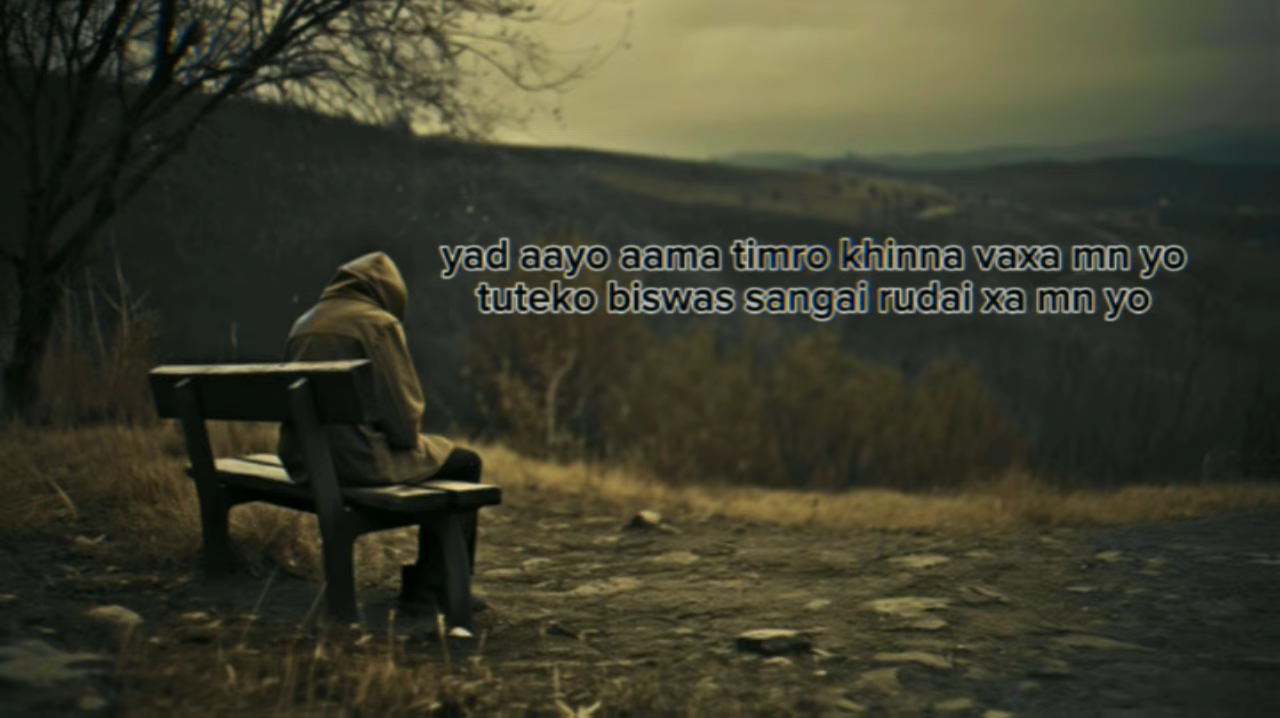 yad aayo aama timro khinna vaxa mn yo
tuteko biswas sangai rudai xa mn yo